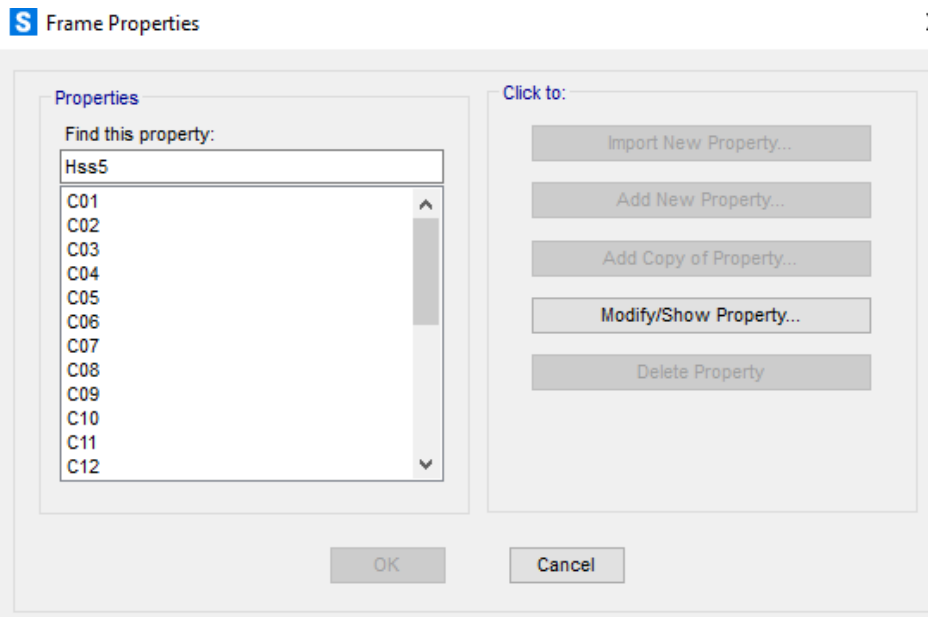 S Frame Properties
Properties
Find this property:
Hss5
C01
C02
C03
C04
C05
C06
C07
C08
C09
C10
C11
C12
Click to:
Import New Property...
Add New Property...
Add Copy of Property...
Modify/Show Property...
Delete Property
OK
Cancel